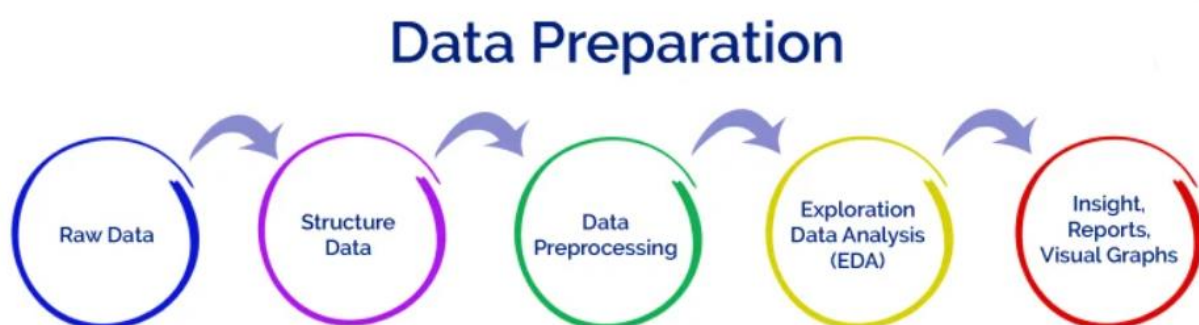 Data Preparation
Raw Data
Structure
Data
Data
Preprocessing
Exploration
Data Analysis
(EDA)
Insight,
Reports,
Visual Graphs